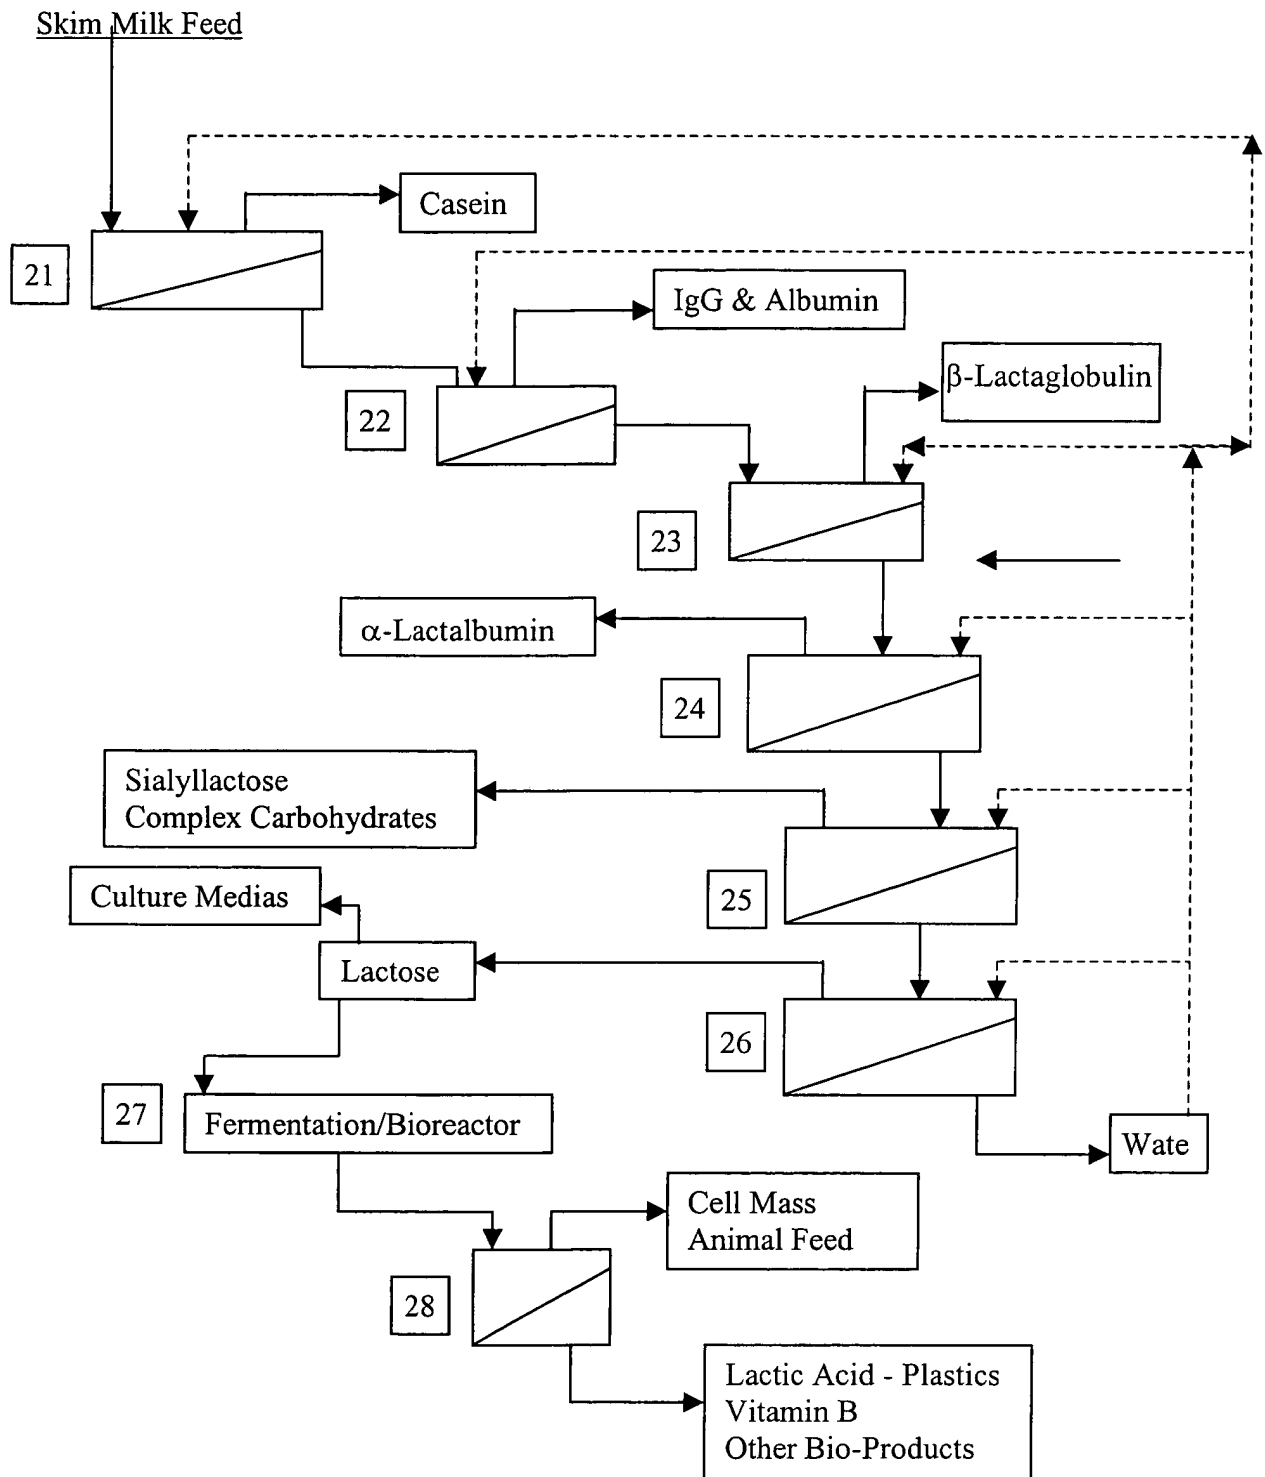 Skim Milk Feed
Casein
21
IgG & Albumin
β-Lactaglobulin
22
23
α-Lactalbumin
24
Sialyllactose
Complex Carbohydrates
Culture Medias
25
Lactose
26
27
Fermentation/Bioreactor
Wate
Cell Mass
Animal Feed
28
Lactic Acid - Plastics
Vitamin B
Other Bio-Products